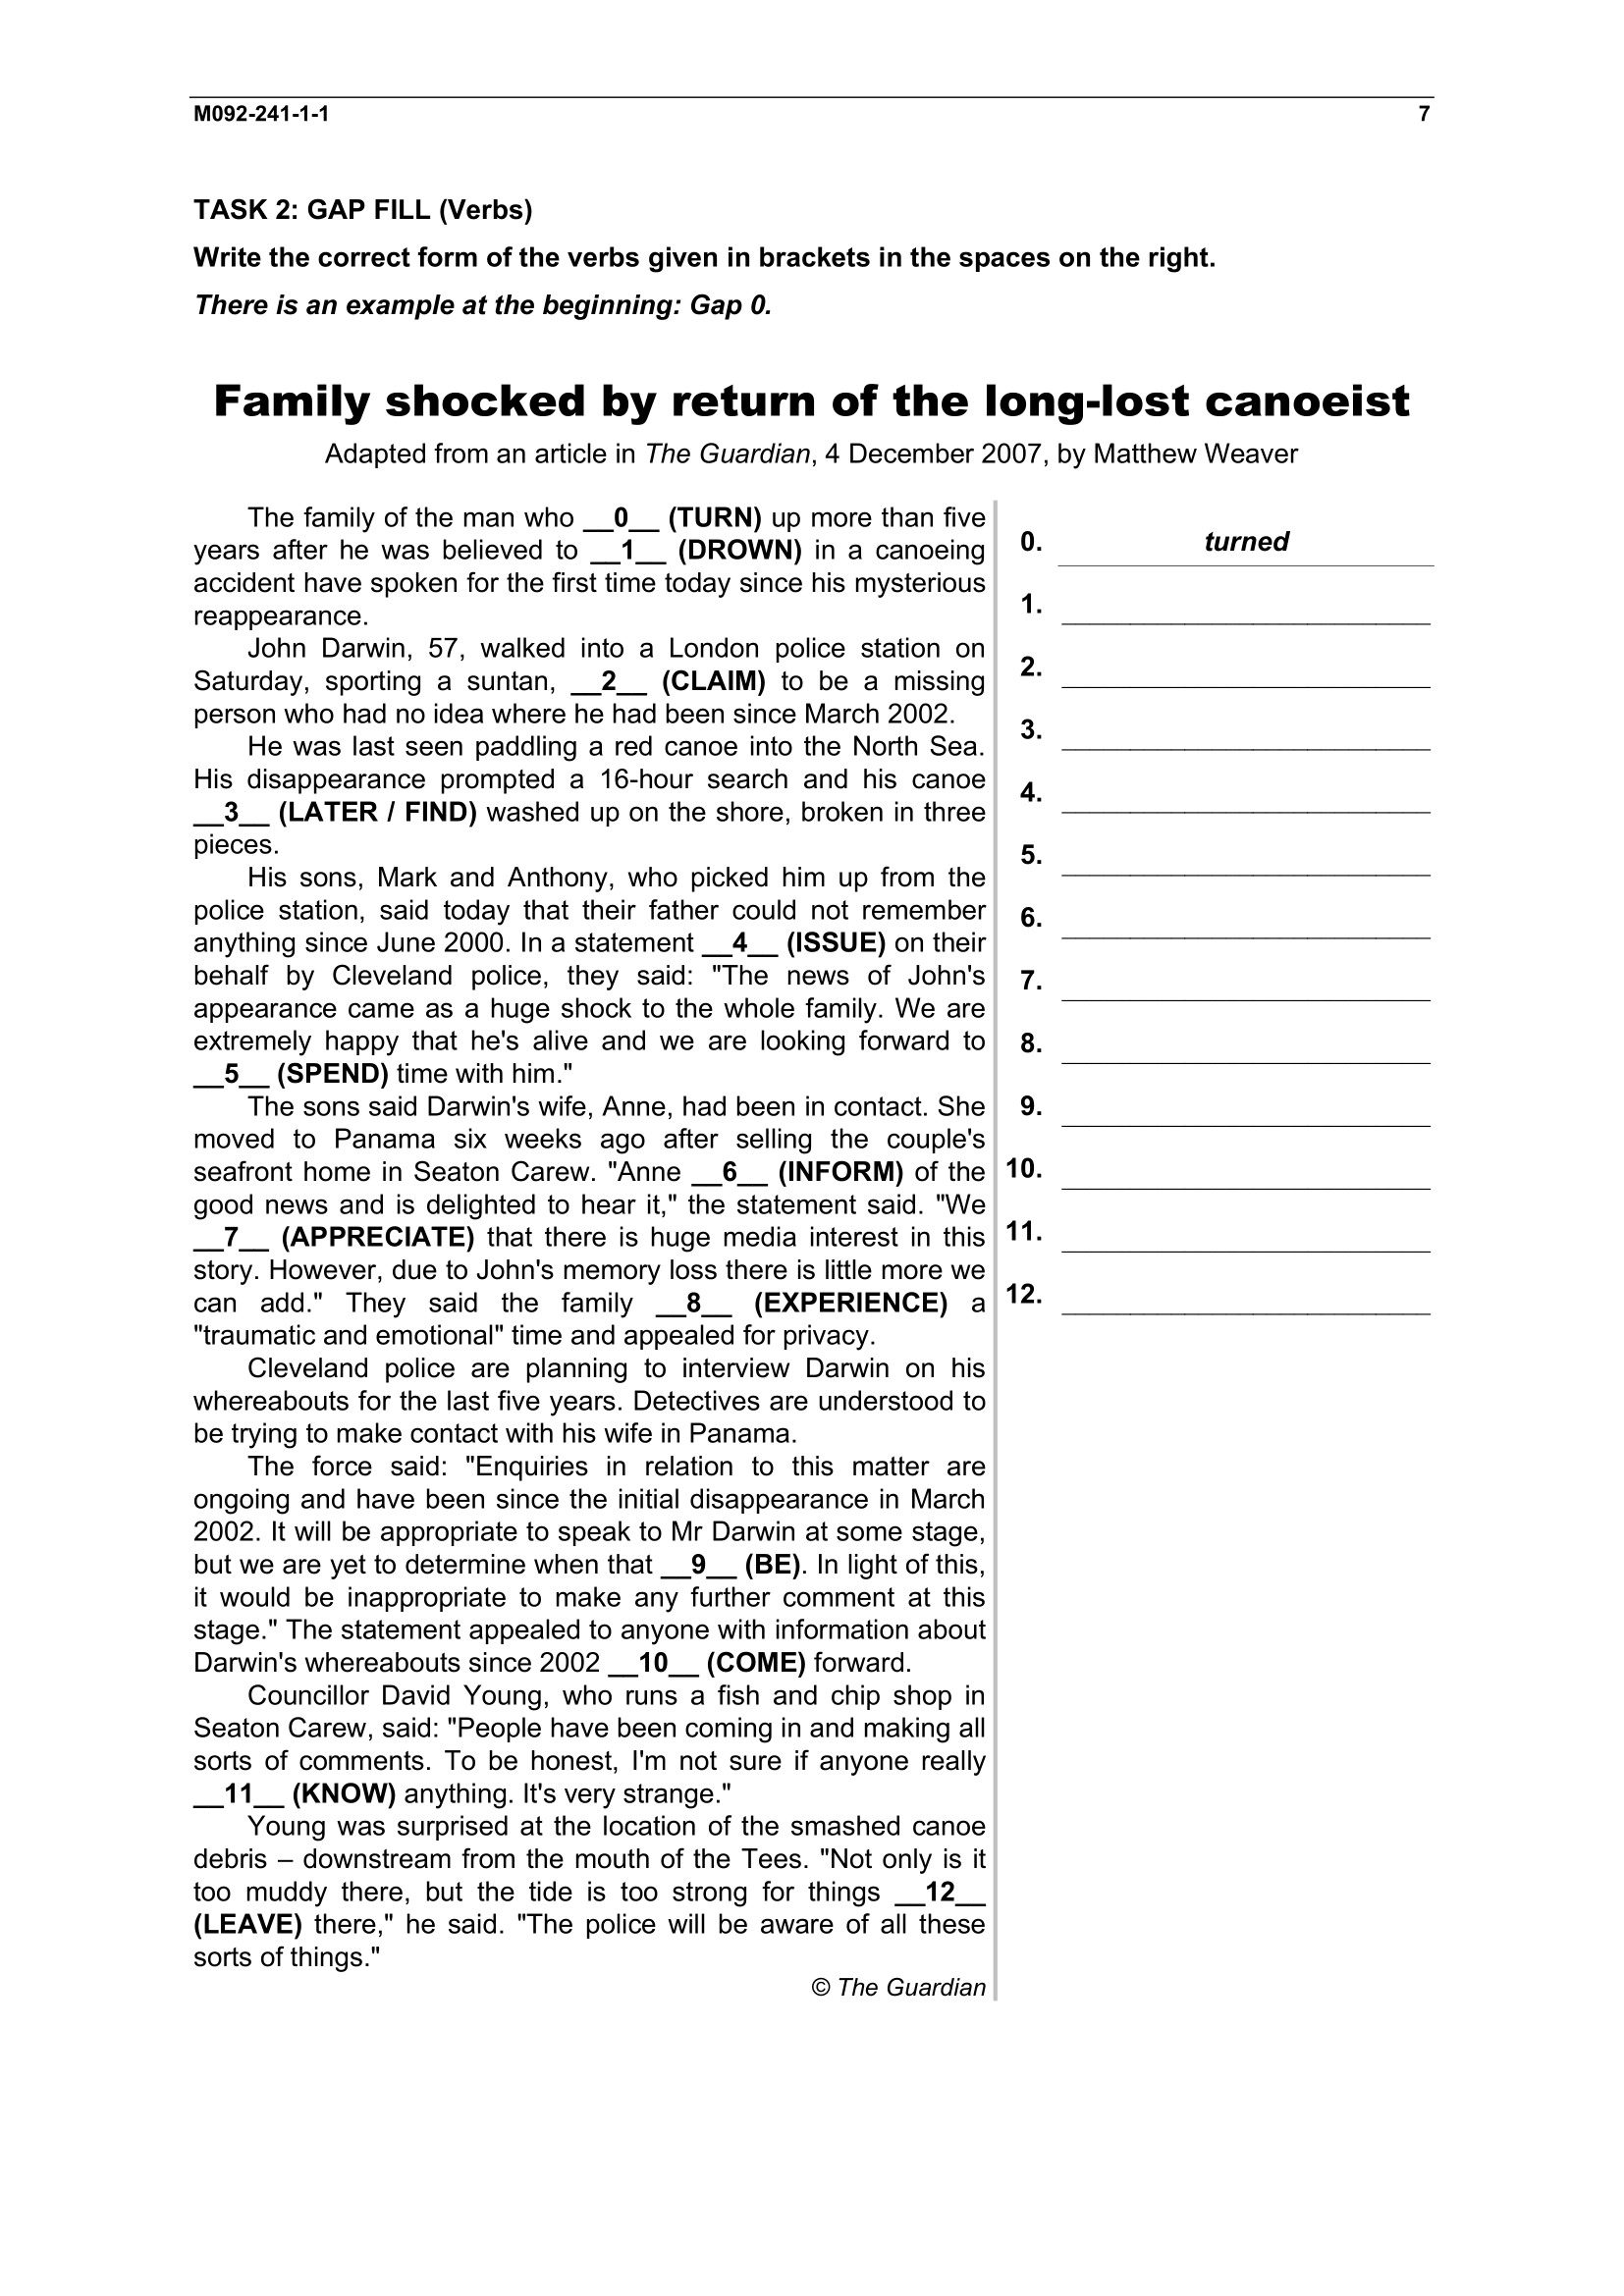 M092-241-1-1 7
TASK 2: GAP FILL (Verbs)
Write the correct form of the verbs given in brackets in the spaces on the right.
There is an example at the beginning: Gap 0.
Family shocked by return of the long-lost canoeist
Adapted from an article in The Guardian, 4 December 2007, by Matthew Weaver
The family of the man who __0__ (TURN) up more than five
years after he was believed to __1__ (DROWN) in a canoeing
accident have spoken for the first time today since his mysterious
reappearance.
John Darwin, 57, walked into a London police station on
Saturday, sporting a suntan, __2__ (CLAIM) to be a missing
person who had no idea where he had been since March 2002.
He was last seen paddling a red canoe into the North Sea.
His disappearance prompted a 16-hour search and his canoe
__3__ (LATER / FIND) washed up on the shore, broken in three
pieces.
His sons, Mark and Anthony, who picked him up from the
police station, said today that their father could not remember
anything since June 2000. In a statement __4__ (ISSUE) on their
behalf by Cleveland police, they said: "The news of John's
appearance came as a huge shock to the whole family. We are
extremely happy that he's alive and we are looking forward to
__5__ (SPEND) time with him."
The sons said Darwin's wife, Anne, had been in contact. She
moved to Panama six weeks ago after selling the couple's
seafront home in Seaton Carew. "Anne __6__ (INFORM) of the
good news and is delighted to hear it," the statement said. "We
__7__ (APPRECIATE) that there is huge media interest in this
story. However, due to John's memory loss there is little more we
can add." They said the family __8__ (EXPERIENCE) a
"traumatic and emotional" time and appealed for privacy.
Cleveland police are planning to interview Darwin on his
whereabouts for the last five years. Detectives are understood to
be trying to make contact with his wife in Panama.
The force said: "Enquiries in relation to this matter are
ongoing and have been since the initial disappearance in March
2002. It will be appropriate to speak to Mr Darwin at some stage,
but we are yet to determine when that __9__ (BE). In light of this,
it would be inappropriate to make any further comment at this
stage." The statement appealed to anyone with information about
Darwin's whereabouts since 2002 __10__ (COME) forward.
Councillor David Young, who runs a fish and chip shop in
Seaton Carew, said: "People have been coming in and making all
sorts of comments. To be honest, I'm not sure if anyone really
__11__ (KNOW) anything. It's very strange."
Young was surprised at the location of the smashed canoe
debris – downstream from the mouth of the Tees. "Not only is it
too muddy there, but the tide is too strong for things __12__
(LEAVE) there," he said. "The police will be aware of all these
sorts of things."
© The Guardian
0. turned
1.
2.
3.
4.
5.
6.
7.
8.
9.
10.
11.
12.